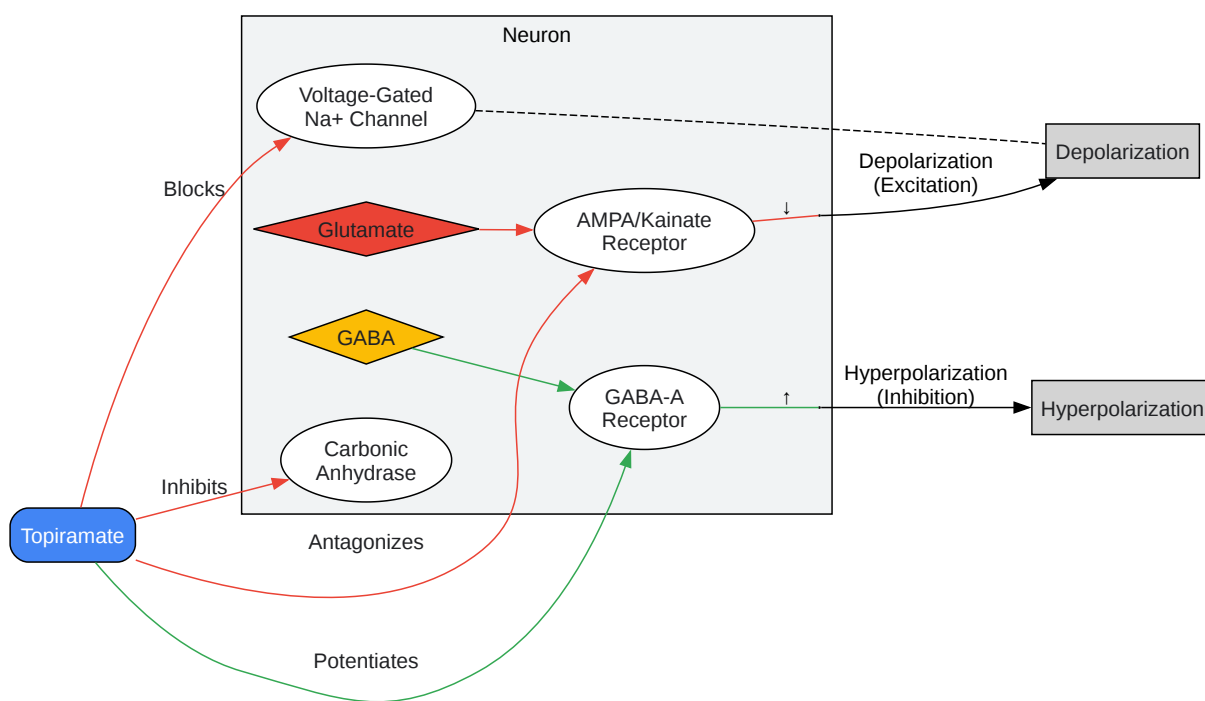 Neuron
Voltage-Gated
Na+ Channel
Depolarization
Depolarization
(Excitation)
Blocks
↓
Glutamate
AMPA/Kainate
Receptor
GABA
Hyperpolarization
(Inhibition)
↑
GABA-A
Receptor
Hyperpolarization
Carbonic
Anhydrase
Inhibits
Topiramate
Antagonizes
Potentiates